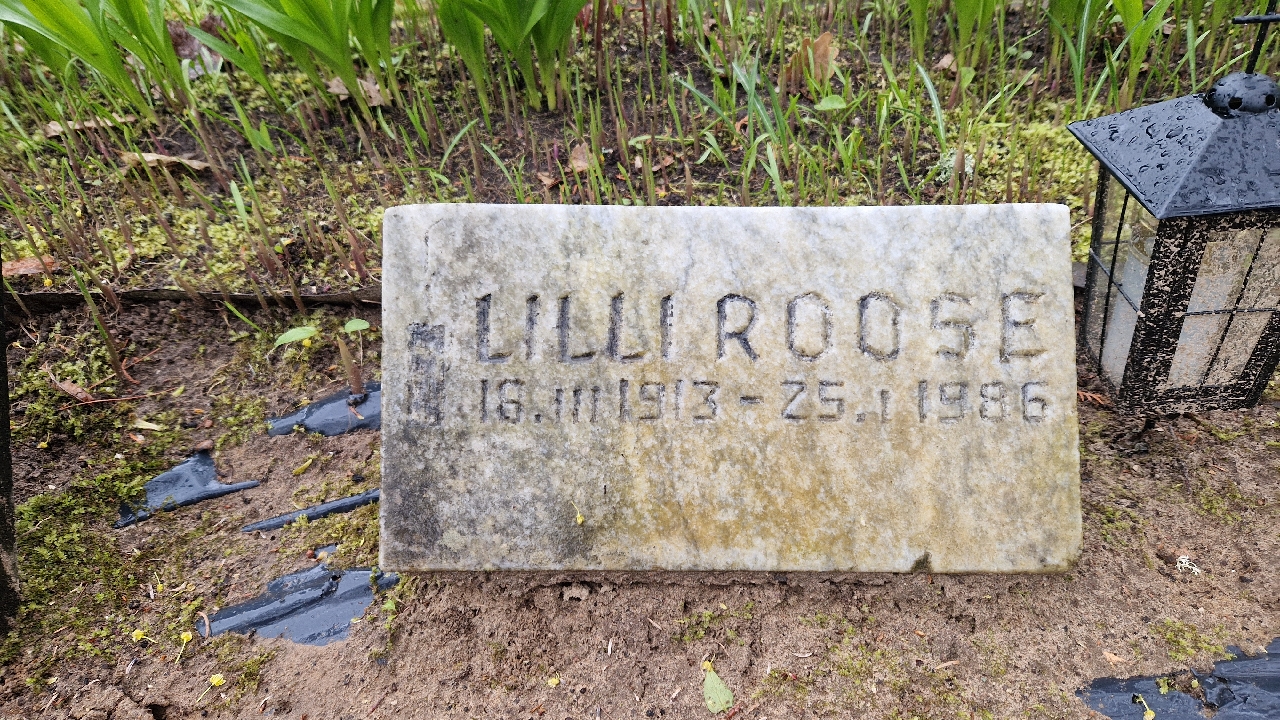 LILLI ROOSE
16. III 1913 - 25. I 1986